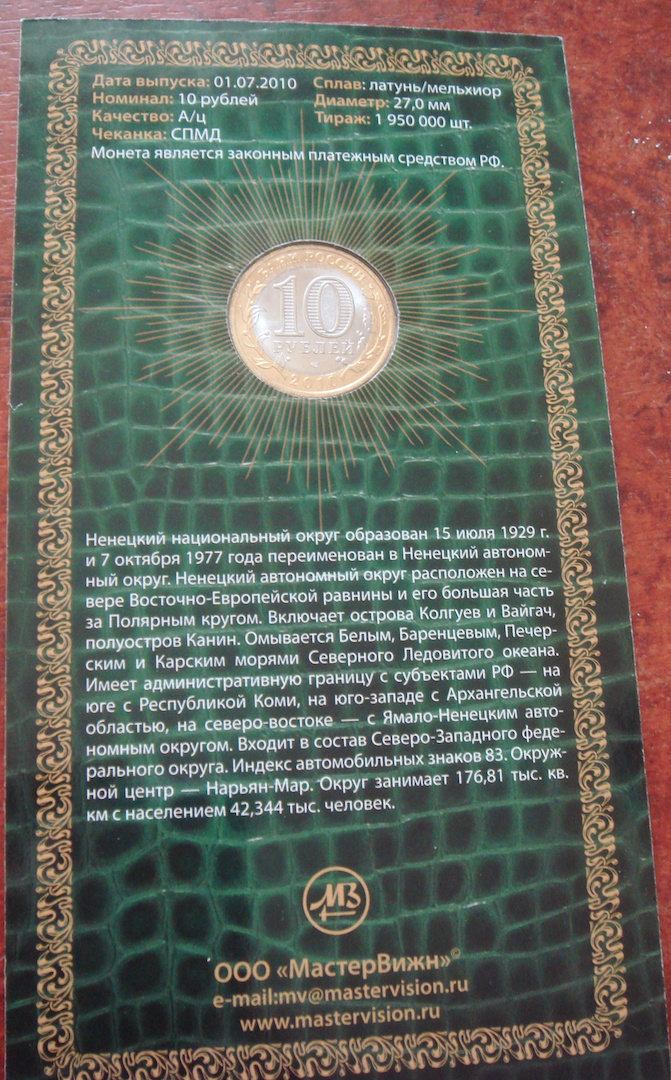 Дата выпуска: 01.07.2010 Сплав: латунь/мельхиор
Номинал: 10 рублей Диаметр: 27,0 мм
Качество: А/ц Тираж: 1 950 000 шт.
Чеканка: СПМД
Монета является законным платежным средством РФ.
БАНК РОССИИ
10
РУБЛЕЙ
2010
Ненецкий национальный округ образован 15 июля 1929 г.
и 7 октября 1977 года переименован в Ненецкий автоном-
ный округ. Ненецкий автономный округ расположен на се-
вере Восточно-Европейской равнины и его большая часть
за Полярным кругом. Включает острова Колгуев и Вайгач,
полуостров Канин. Омывается Белым, Баренцевым, Печер-
ским и Карским морями Северного Ледовитого океана.
Имеет административную границу с субъектами РФ — на
юге с Республикой Коми, на юго-западе с Архангельской
областью, на северо-востоке — с Ямало-Ненецким авто-
номным округом. Входит в состав Северо-Западного феде-
рального округа. Индекс автомобильных знаков 83. Окруж-
ной центр — Нарьян-Мар. Округ занимает 176,81 тыс. кв.
км с населением 42,344 тыс. человек.
МВ
ООО «МастерВижн»©
e-mail:mv@mastervision.ru
www.mastervision.ru